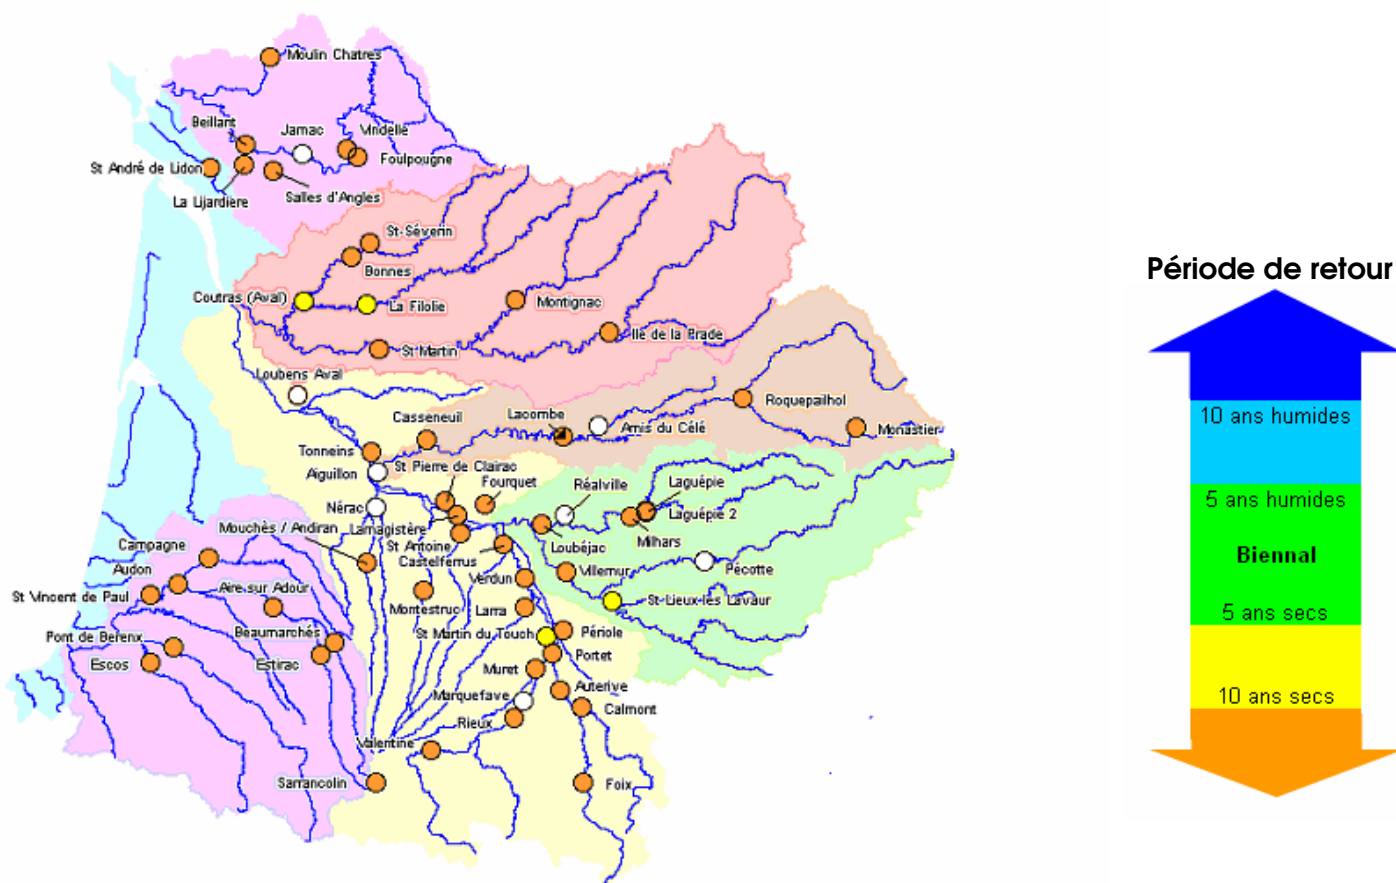 Moulin Chatres
Beillant
Jarnac
Vindelle
Foulpougne
St André de Lidon
La Lijardière
Salles d'Angles
St-Séverin
Bonnes
Coutras (Aval)
La Filolie
Montignac
Ile de la Prade
St-Martin
Loubens Aval
Casseneuil
Lacombe
Amis du Célé
Roquepailhol
Monastier
Tonneins
Aiguillon
St Pierre de Clairac
Fourquet
Réalville
Laguépie
Laguépie 2
Nérac
Lamagistère
Mouchès / Andiran
St Antoine
Castelferrus
Loubéjac
Milhars
Campagne
Audon
Aire sur Adour
Verdun
Villemur
Pécotte
St Vincent de Paul
Montestruc
Larra
St-Lieux-lès Lavaur
Pont de Berenx
Beaumarchés
St Martin du Touch
Périole
Escos
Estirac
Muret
Portet
Marquefave
Auterive
Calmont
Rieux
Valentine
Sarrancolin
Foix
Période de retour
10 ans humides
5 ans humides
Biennal
5 ans secs
10 ans secs